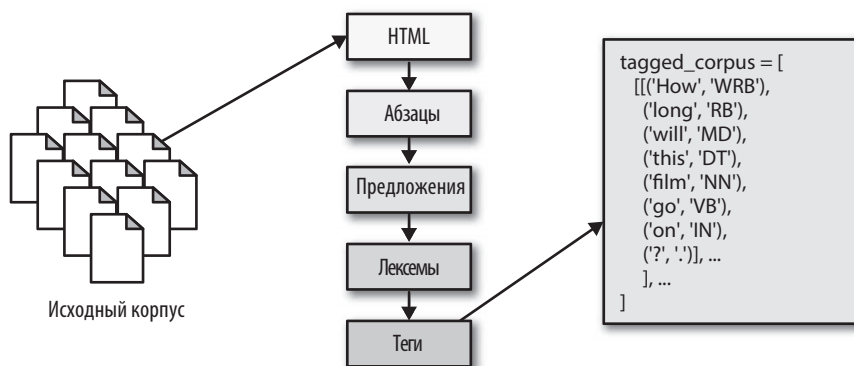 Исходный корпус
HTML
Абзацы
Предложения
Лексемы
Теги
tagged_corpus = [
[[('How', 'WRB'),
('long', 'RB'),
('will', 'MD'),
('this', 'DT'),
('film', 'NN'),
('go', 'VB'),
('on', 'IN'),
('?', '.')], ...
], ...
]